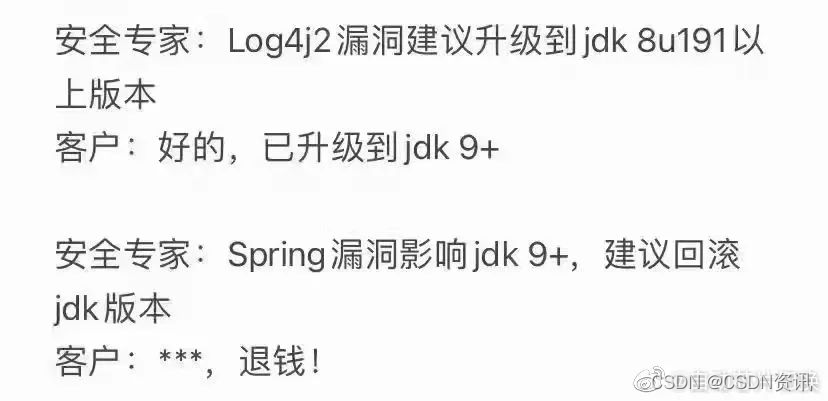 安全专家：Log4j2漏洞建议升级到jdk 8u191以
上版本
客户：好的，已升级到jdk 9+
安全专家：Spring漏洞影响jdk 9+，建议回滚
jdk版本
客户：***，退钱！
CSDN @CSDN资讯